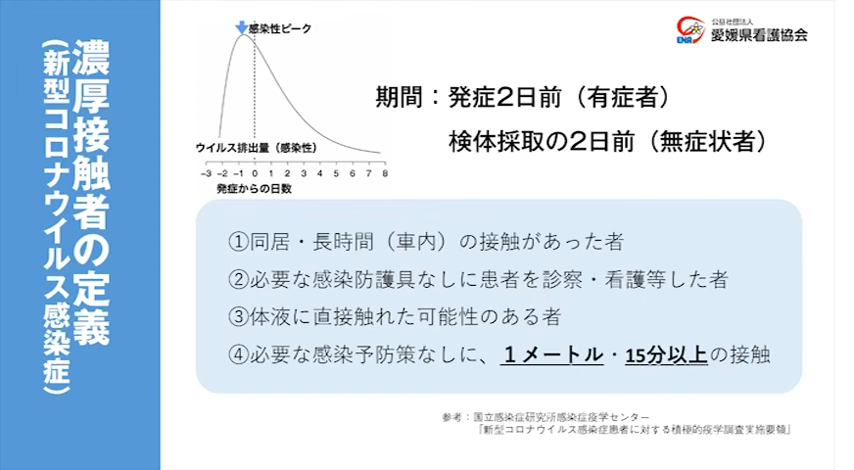 濃厚接触者の定義
(新型コロナウイルス感染症)
感染性ピーク
ウイルス排出量（感染性）
−3 −2 −1 0 1 2 3 4 5 6 7 8
発症からの日数
公益社団法人
愛媛県看護協会
ENA
期間：発症2日前（有症者）
検体採取の2日前（無症状者）
①同居・長時間（車内）の接触があった者
②必要な感染防護具なしに患者を診察・看護等した者
③体液に直接触れた可能性のある者
④必要な感染予防策なしに、１メートル・15分以上の接触
参考：国立感染症研究所感染症疫学センター
「新型コロナウイルス感染症患者に対する積極的疫学調査実施要領」